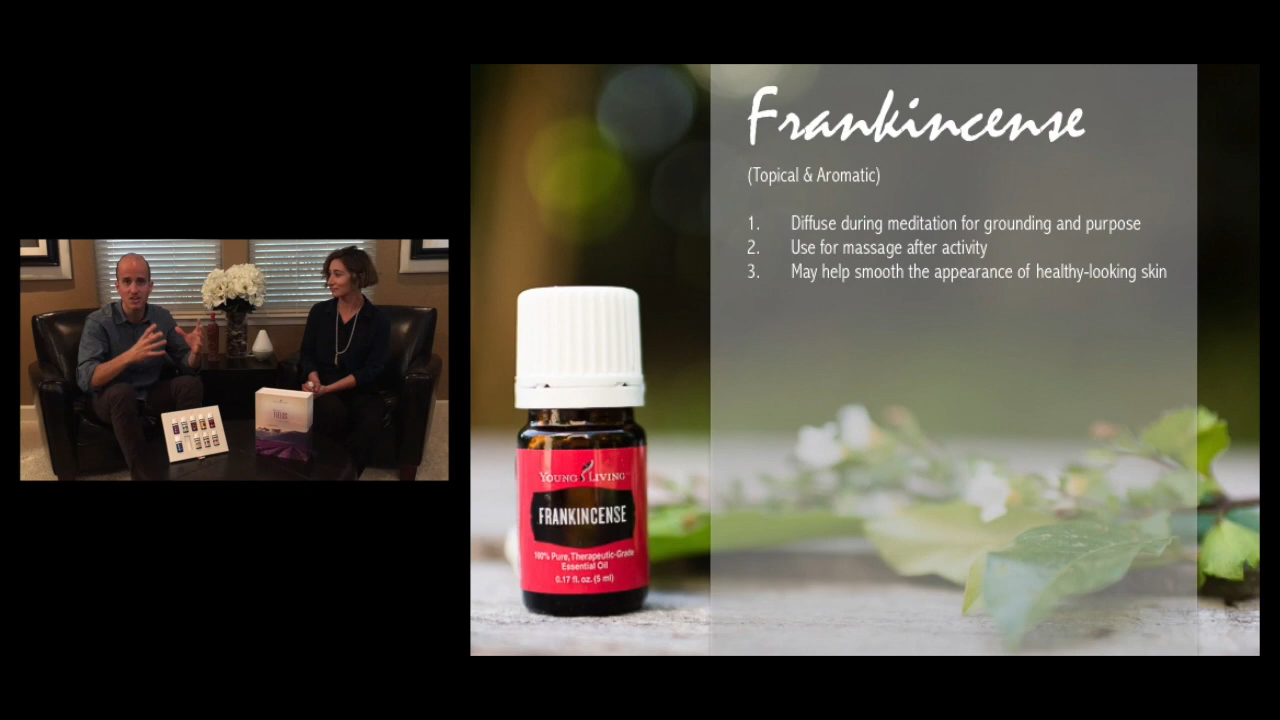 Frankincense
(Topical & Aromatic)
1. Diffuse during meditation for grounding and purpose
2. Use for massage after activity
3. May help smooth the appearance of healthy-looking skin
YOUNG LIVING
FRANKINCENSE
100% Pure, Therapeutic-Grade
Essential Oil
0.17 fl. oz. (5 ml)